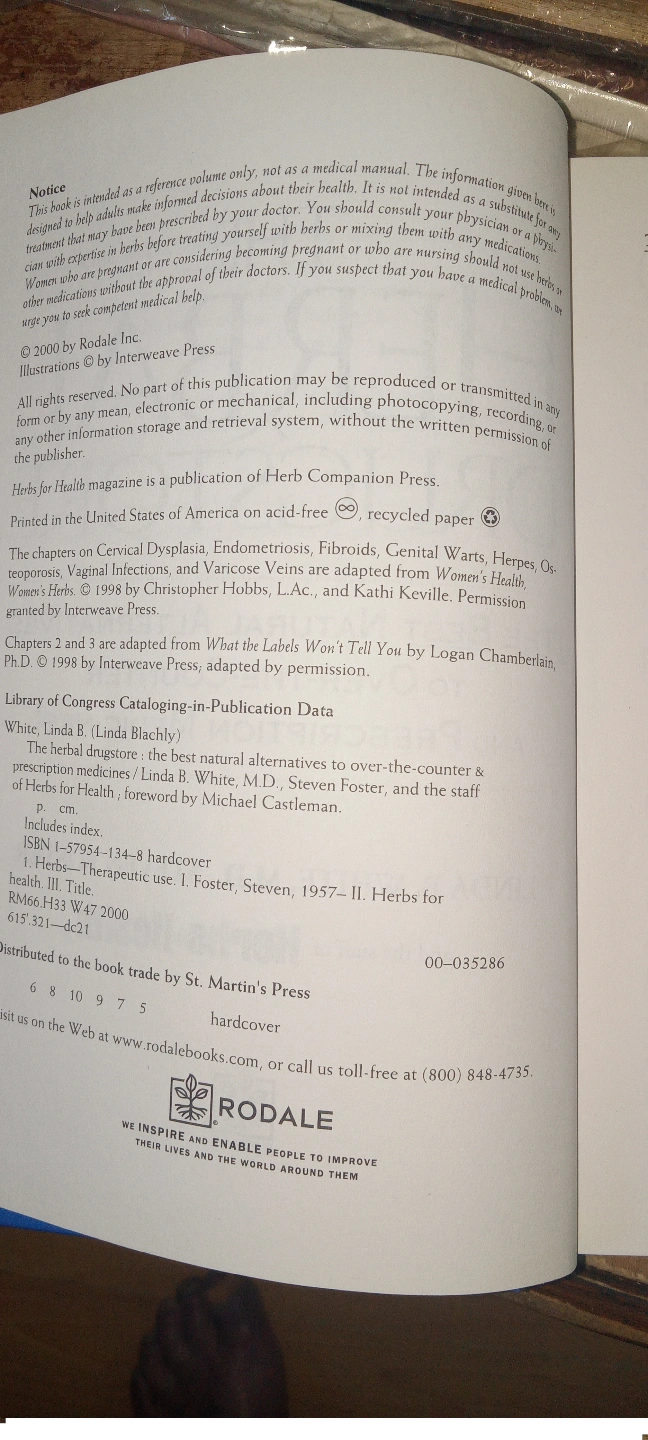 Notice
This book is intended as a reference volume only, not as a medical manual. The information given here is
designed to help adults make informed decisions about their health. It is not intended as a substitute for any
treatment that may have been prescribed by your doctor. You should consult your physician or a physi-
cian with expertise in herbs before treating yourself with herbs or mixing them with any medications.
Women who are pregnant or are considering becoming pregnant or who are nursing should not use herbs or
other medications without the approval of their doctors. If you suspect that you have a medical problem, we
urge you to seek competent medical help.
© 2000 by Rodale Inc.
Illustrations © by Interweave Press
All rights reserved. No part of this publication may be reproduced or transmitted in any
form or by any mean, electronic or mechanical, including photocopying, recording, or
any other information storage and retrieval system, without the written permission of
the publisher.
Herbs for Health magazine is a publication of Herb Companion Press.
Printed in the United States of America on acid-free ∞, recycled paper ♻
The chapters on Cervical Dysplasia, Endometriosis, Fibroids, Genital Warts, Herpes, Os-
teoporosis, Vaginal Infections, and Varicose Veins are adapted from Women's Health,
Women's Herbs. © 1998 by Christopher Hobbs, L.Ac., and Kathi Keville. Permission
granted by Interweave Press.
Chapters 2 and 3 are adapted from What the Labels Won't Tell You by Logan Chamberlain,
Ph.D. © 1998 by Interweave Press; adapted by permission.
Library of Congress Cataloging-in-Publication Data
White, Linda B. (Linda Blachly)
The herbal drugstore : the best natural alternatives to over-the-counter &
prescription medicines / Linda B. White, M.D., Steven Foster, and the staff
of Herbs for Health ; foreword by Michael Castleman.
p. cm.
Includes index.
ISBN 1–57954–134–8 hardcover
1. Herbs—Therapeutic use. I. Foster, Steven, 1957– II. Herbs for
health. III. Title.
RM66.H33 W47 2000
615'.321—dc21
00–035286
Distributed to the book trade by St. Martin's Press
6 8 10 9 7 5 hardcover
isit us on the Web at www.rodalebooks.com, or call us toll-free at (800) 848-4735.
RODALE
WE INSPIRE AND ENABLE PEOPLE TO IMPROVE
THEIR LIVES AND THE WORLD AROUND THEM